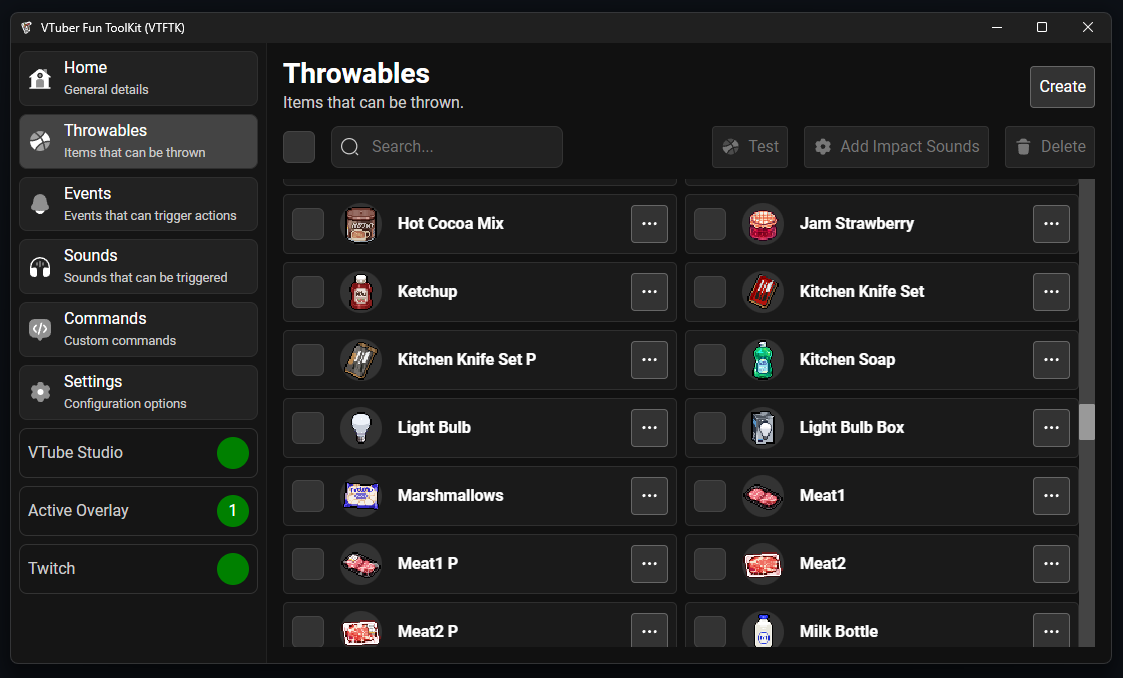 VTuber Fun ToolKit (VTFTK)
Home
General details
Throwables
Items that can be thrown
Events
Events that can trigger actions
Sounds
Sounds that can be triggered
Commands
Custom commands
Settings
Configuration options
VTube Studio
Active Overlay 1
Twitch
Throwables
Items that can be thrown.
Create
Search...
Test
Add Impact Sounds
Delete
Hot Cocoa Mix
Jam Strawberry
Ketchup
Kitchen Knife Set
Kitchen Knife Set P
Kitchen Soap
Light Bulb
Light Bulb Box
Marshmallows
Meat1
Meat1 P
Meat2
Meat2 P
Milk Bottle